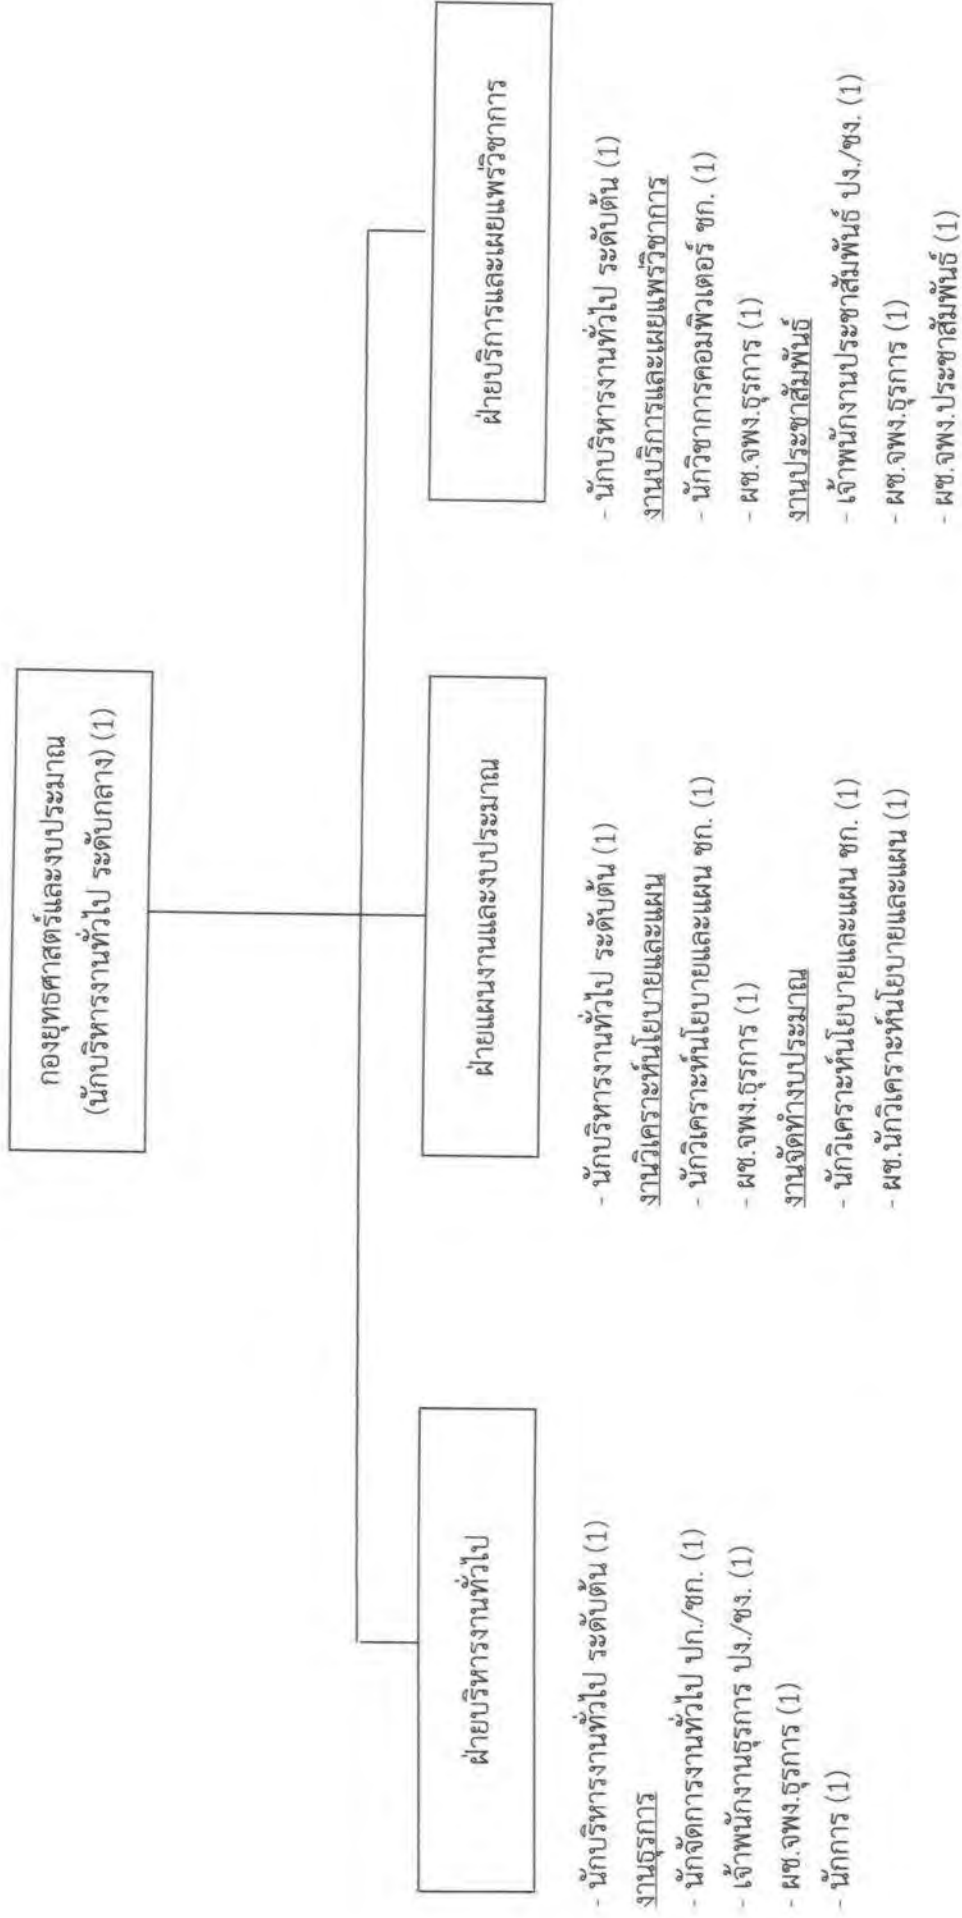 กองยุทธศาสตร์และงบประมาณ
(นักบริหารงานทั่วไป ระดับกลาง) (1)
ฝ่ายบริหารงานทั่วไป
- นักบริหารงานทั่วไป ระดับต้น (1)
งานธุรการ
- นักจัดการงานทั่วไป ปก./ชก. (1)
- เจ้าพนักงานธุรการ ปง./ชง. (1)
- ผช.จพง.ธุรการ (1)
- นักการ (1)
ฝ่ายแผนงานและงบประมาณ
- นักบริหารงานทั่วไป ระดับต้น (1)
งานวิเคราะห์นโยบายและแผน
- นักวิเคราะห์นโยบายและแผน ชก. (1)
- ผช.จพง.ธุรการ (1)
งานจัดทำงบประมาณ
- นักวิเคราะห์นโยบายและแผน ชก. (1)
- ผช.นักวิเคราะห์นโยบายและแผน (1)
ฝ่ายบริการและเผยแพร่วิชาการ
- นักบริหารงานทั่วไป ระดับต้น (1)
งานบริการและเผยแพร่วิชาการ
- นักวิชาการคอมพิวเตอร์ ชก. (1)
- ผช.จพง.ธุรการ (1)
งานประชาสัมพันธ์
- เจ้าพนักงานประชาสัมพันธ์ ปง./ชง. (1)
- ผช.จพง.ธุรการ (1)
- ผช.จพง.ประชาสัมพันธ์ (1)